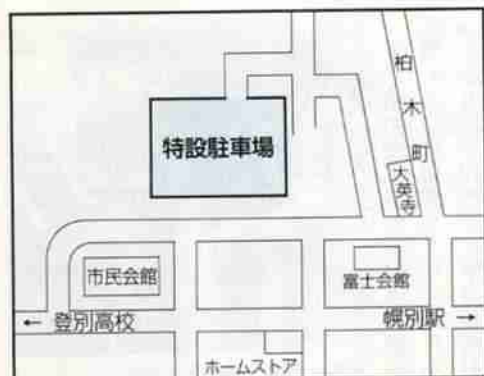 柏木町
特設駐車場
大英寺
市民会館
富士会館
← 登別高校
幌別駅 →
ホームストア